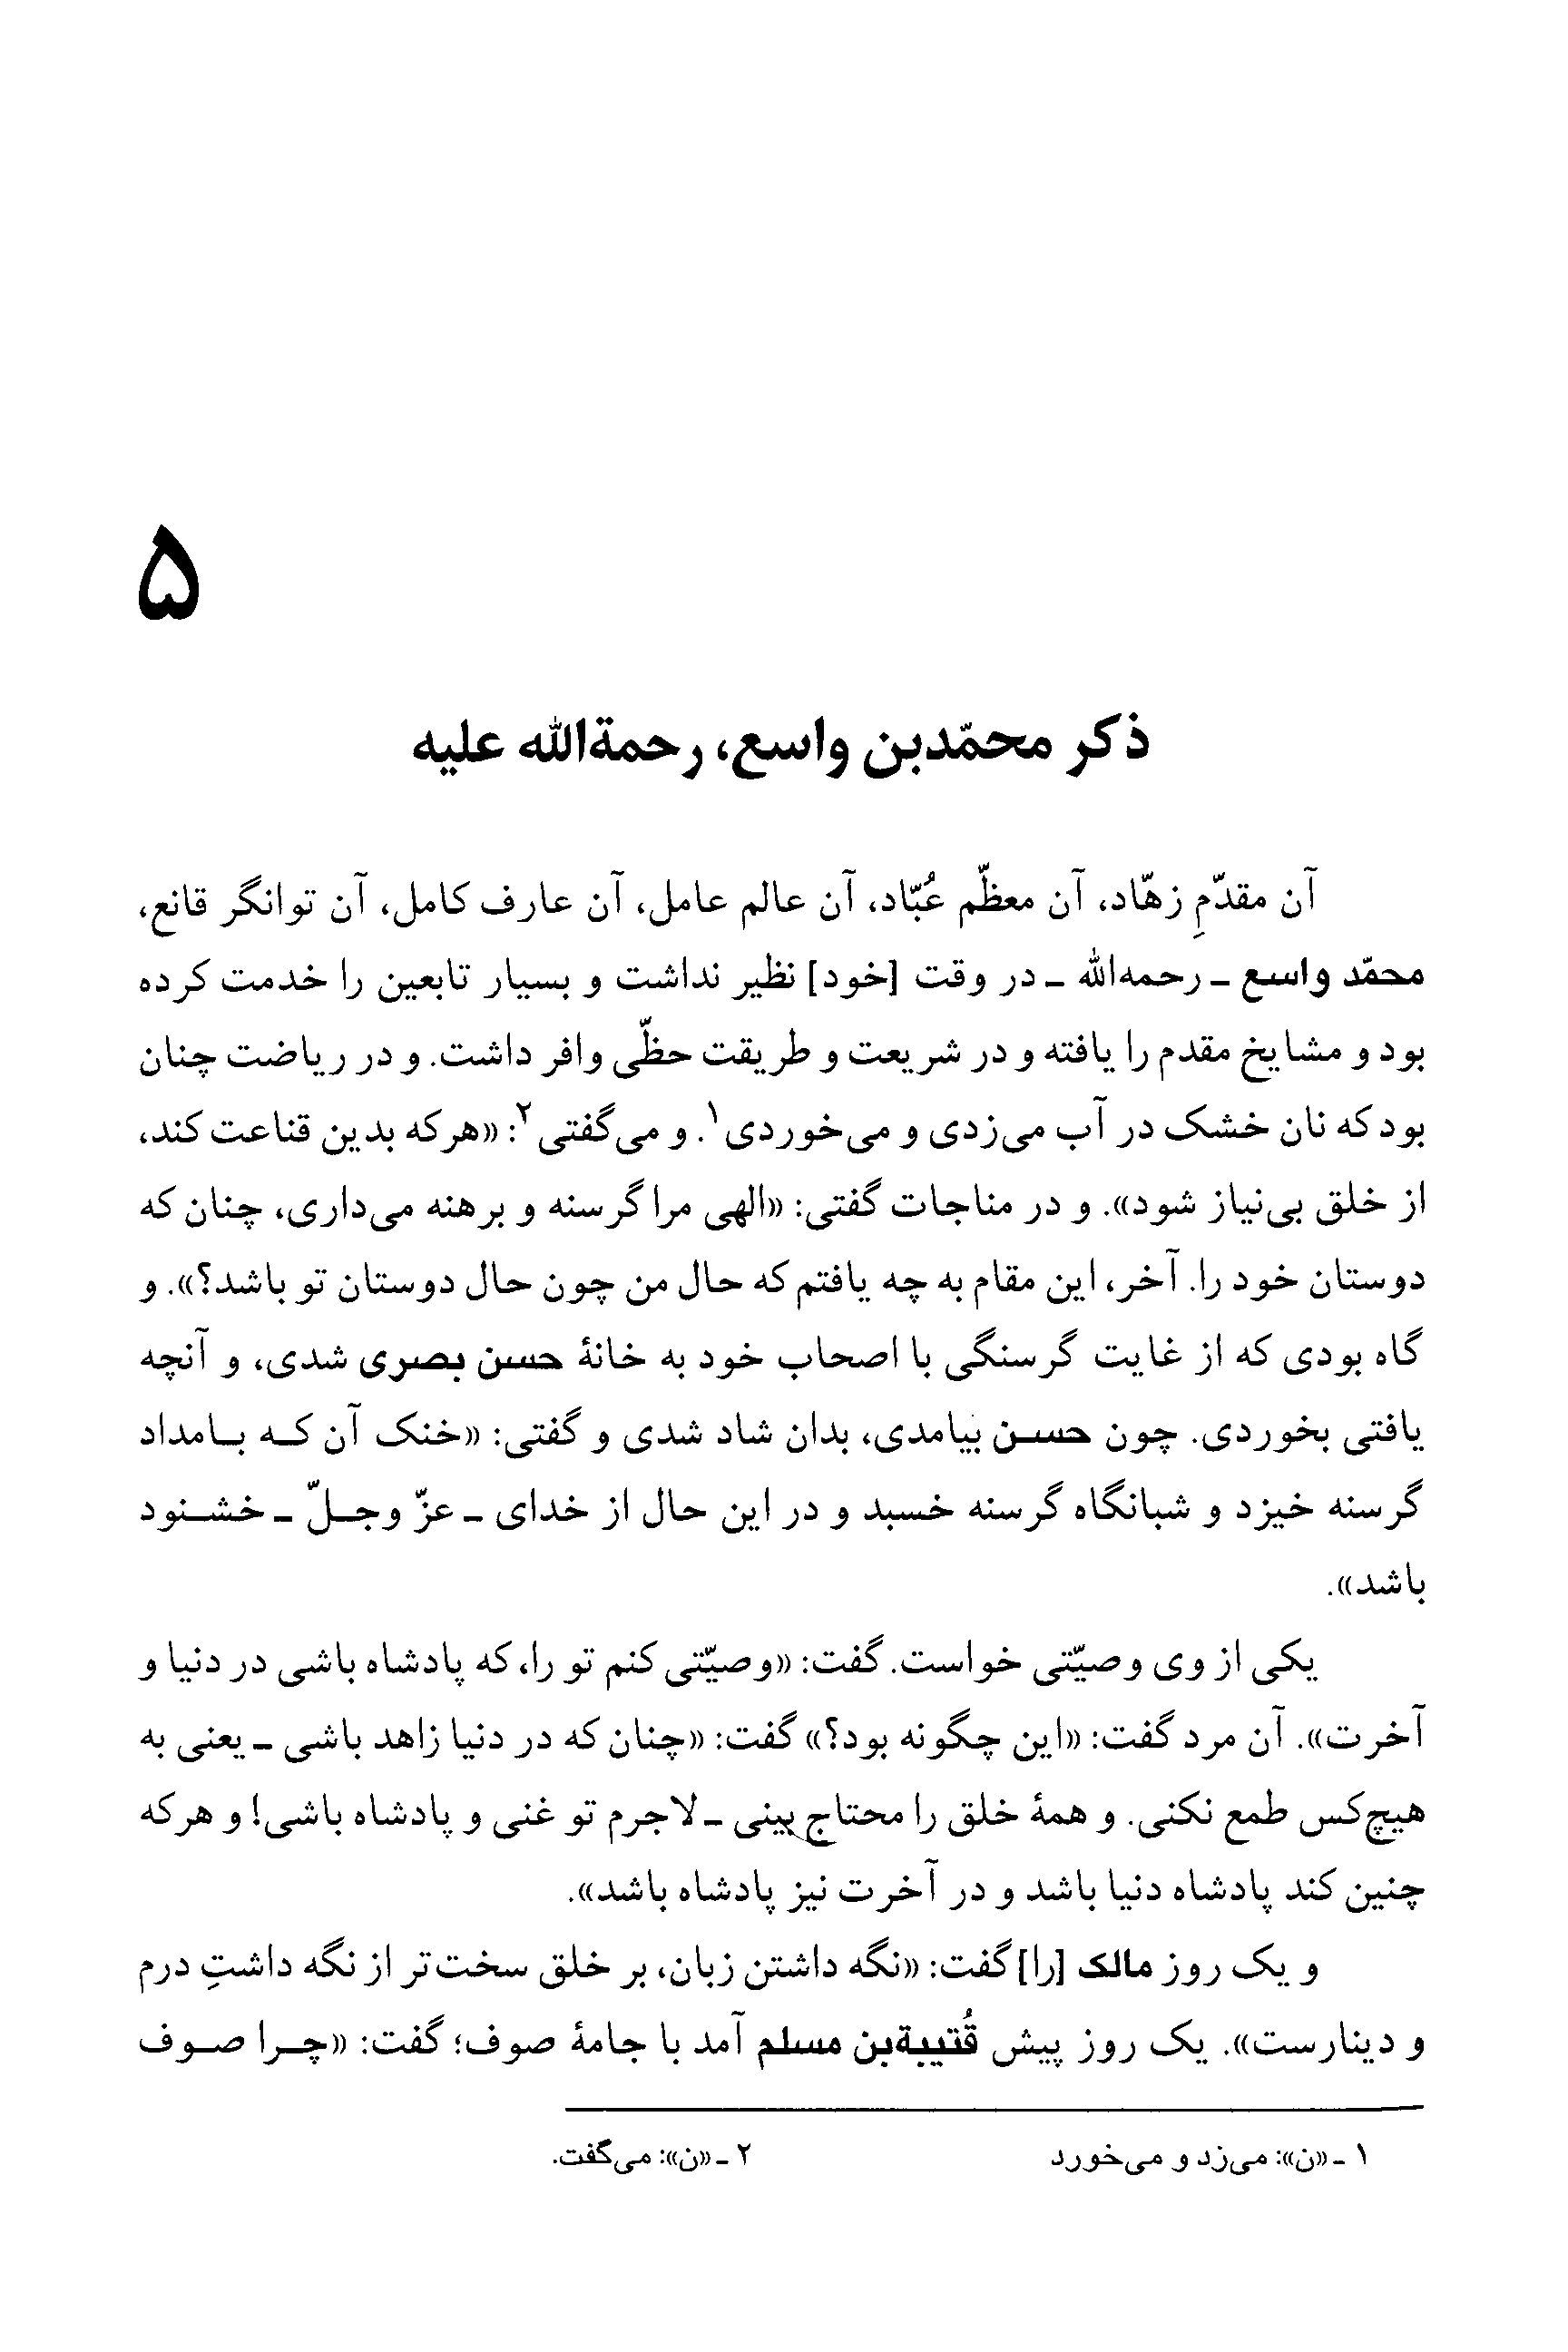 ۵
ذکر محمّدبن واسع، رحمةالله علیه
آن مقدّمِ زهّاد، آن معظّم عُبّاد، آن عالم عامل، آن عارف کامل، آن توانگر قانع،
محمّد واسع ـ رحمه‌الله ـ در وقت [خود] نظیر نداشت و بسیار تابعین را خدمت کرده
بود و مشایخ مقدم را یافته و در شریعت و طریقت حظّی وافر داشت. و در ریاضت چنان
بود که نان خشک در آب می‌زدی و می‌خوردی۱. و می‌گفتی۲: «هرکه بدین قناعت کند،
از خلق بی‌نیاز شود». و در مناجات گفتی: «الهی مرا گرسنه و برهنه می‌داری، چنان که
دوستان خود را. آخر، این مقام به چه یافتم که حال من چون حال دوستان تو باشد؟». و
گاه بودی که از غایت گرسنگی با اصحاب خود به خانهٔ حسن بصری شدی، و آنچه
یافتی بخوردی. چون حسن بیامدی، بدان شاد شدی و گفتی: «خنک آن که بامداد
گرسنه خیزد و شبانگاه گرسنه خسبد و در این حال از خدای ـ عزّ وجلّ ـ خشنود
باشد».
یکی از وی وصیّتی خواست. گفت: «وصیّتی کنم تو را، که پادشاه باشی در دنیا و
آخرت». آن مرد گفت: «این چگونه بود؟» گفت: «چنان که در دنیا زاهد باشی ـ یعنی به
هیچ‌کس طمع نکنی. و همهٔ خلق را محتاج بینی ـ لاجرم تو غنی و پادشاه باشی! و هرکه
چنین کند پادشاه دنیا باشد و در آخرت نیز پادشاه باشد».
و یک روز مالک [را] گفت: «نگه داشتن زبان، بر خلق سخت‌تر از نگه داشتِ درم
و دینارست». یک روز پیش قُتیبةبن مسلم آمد با جامهٔ صوف؛ گفت: «چرا صوف
۱ ـ «ن»: می‌زد و می‌خورد ۲ ـ «ن»: می‌گفت.